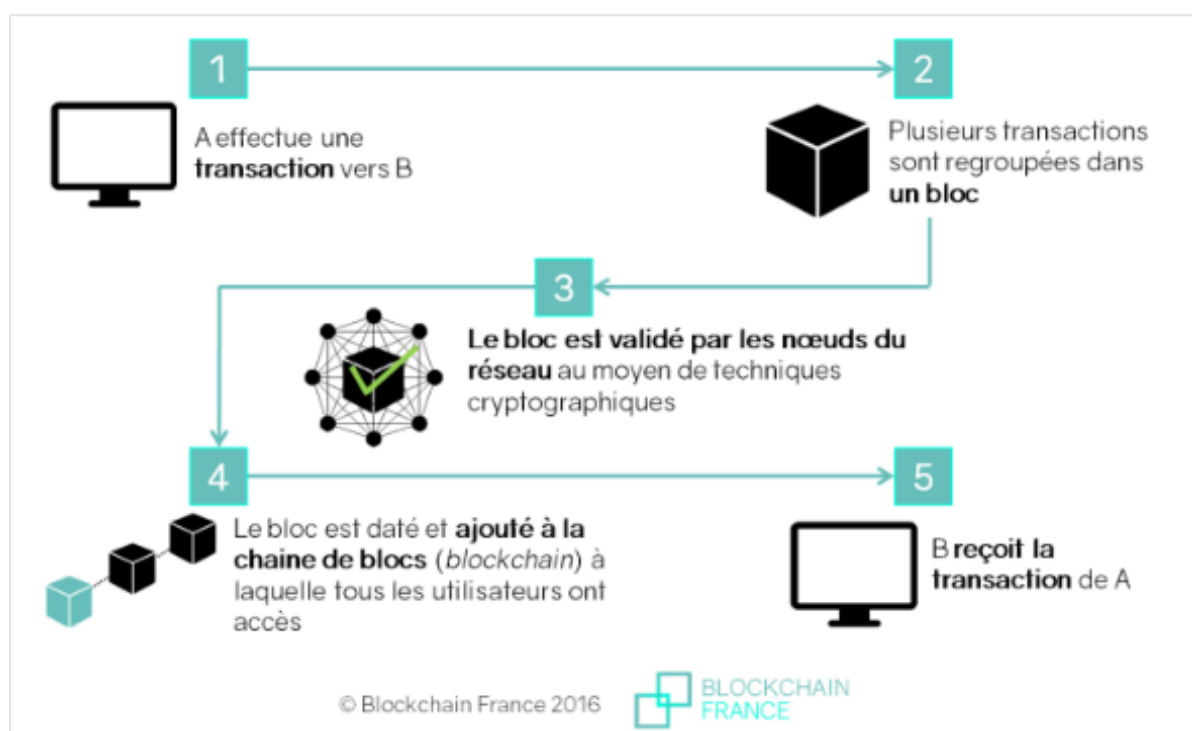 1
A effectue une
transaction vers B
2
Plusieurs transactions
sont regroupées dans
un bloc
3
Le bloc est validé par les nœuds du
réseau au moyen de techniques
cryptographiques
4
Le bloc est daté et ajouté à la
chaine de blocs (blockchain) à
laquelle tous les utilisateurs ont
accès
5
B reçoit la
transaction de A
© Blockchain France 2016
BLOCKCHAIN
FRANCE